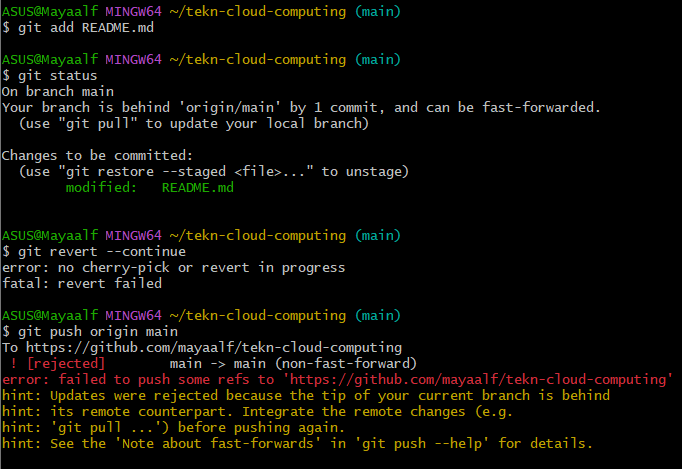 ASUS@Mayaalf MINGW64 ~/tekn-cloud-computing (main)
$ git add README.md
ASUS@Mayaalf MINGW64 ~/tekn-cloud-computing (main)
$ git status
On branch main
Your branch is behind 'origin/main' by 1 commit, and can be fast-forwarded.
  (use "git pull" to update your local branch)
Changes to be committed:
  (use "git restore --staged <file>..." to unstage)
        modified:   README.md
ASUS@Mayaalf MINGW64 ~/tekn-cloud-computing (main)
$ git revert --continue
error: no cherry-pick or revert in progress
fatal: revert failed
ASUS@Mayaalf MINGW64 ~/tekn-cloud-computing (main)
$ git push origin main
To https://github.com/mayaalf/tekn-cloud-computing
 ! [rejected]        main -> main (non-fast-forward)
error: failed to push some refs to 'https://github.com/mayaalf/tekn-cloud-computing'
hint: Updates were rejected because the tip of your current branch is behind
hint: its remote counterpart. Integrate the remote changes (e.g.
hint: 'git pull ...') before pushing again.
hint: See the 'Note about fast-forwards' in 'git push --help' for details.